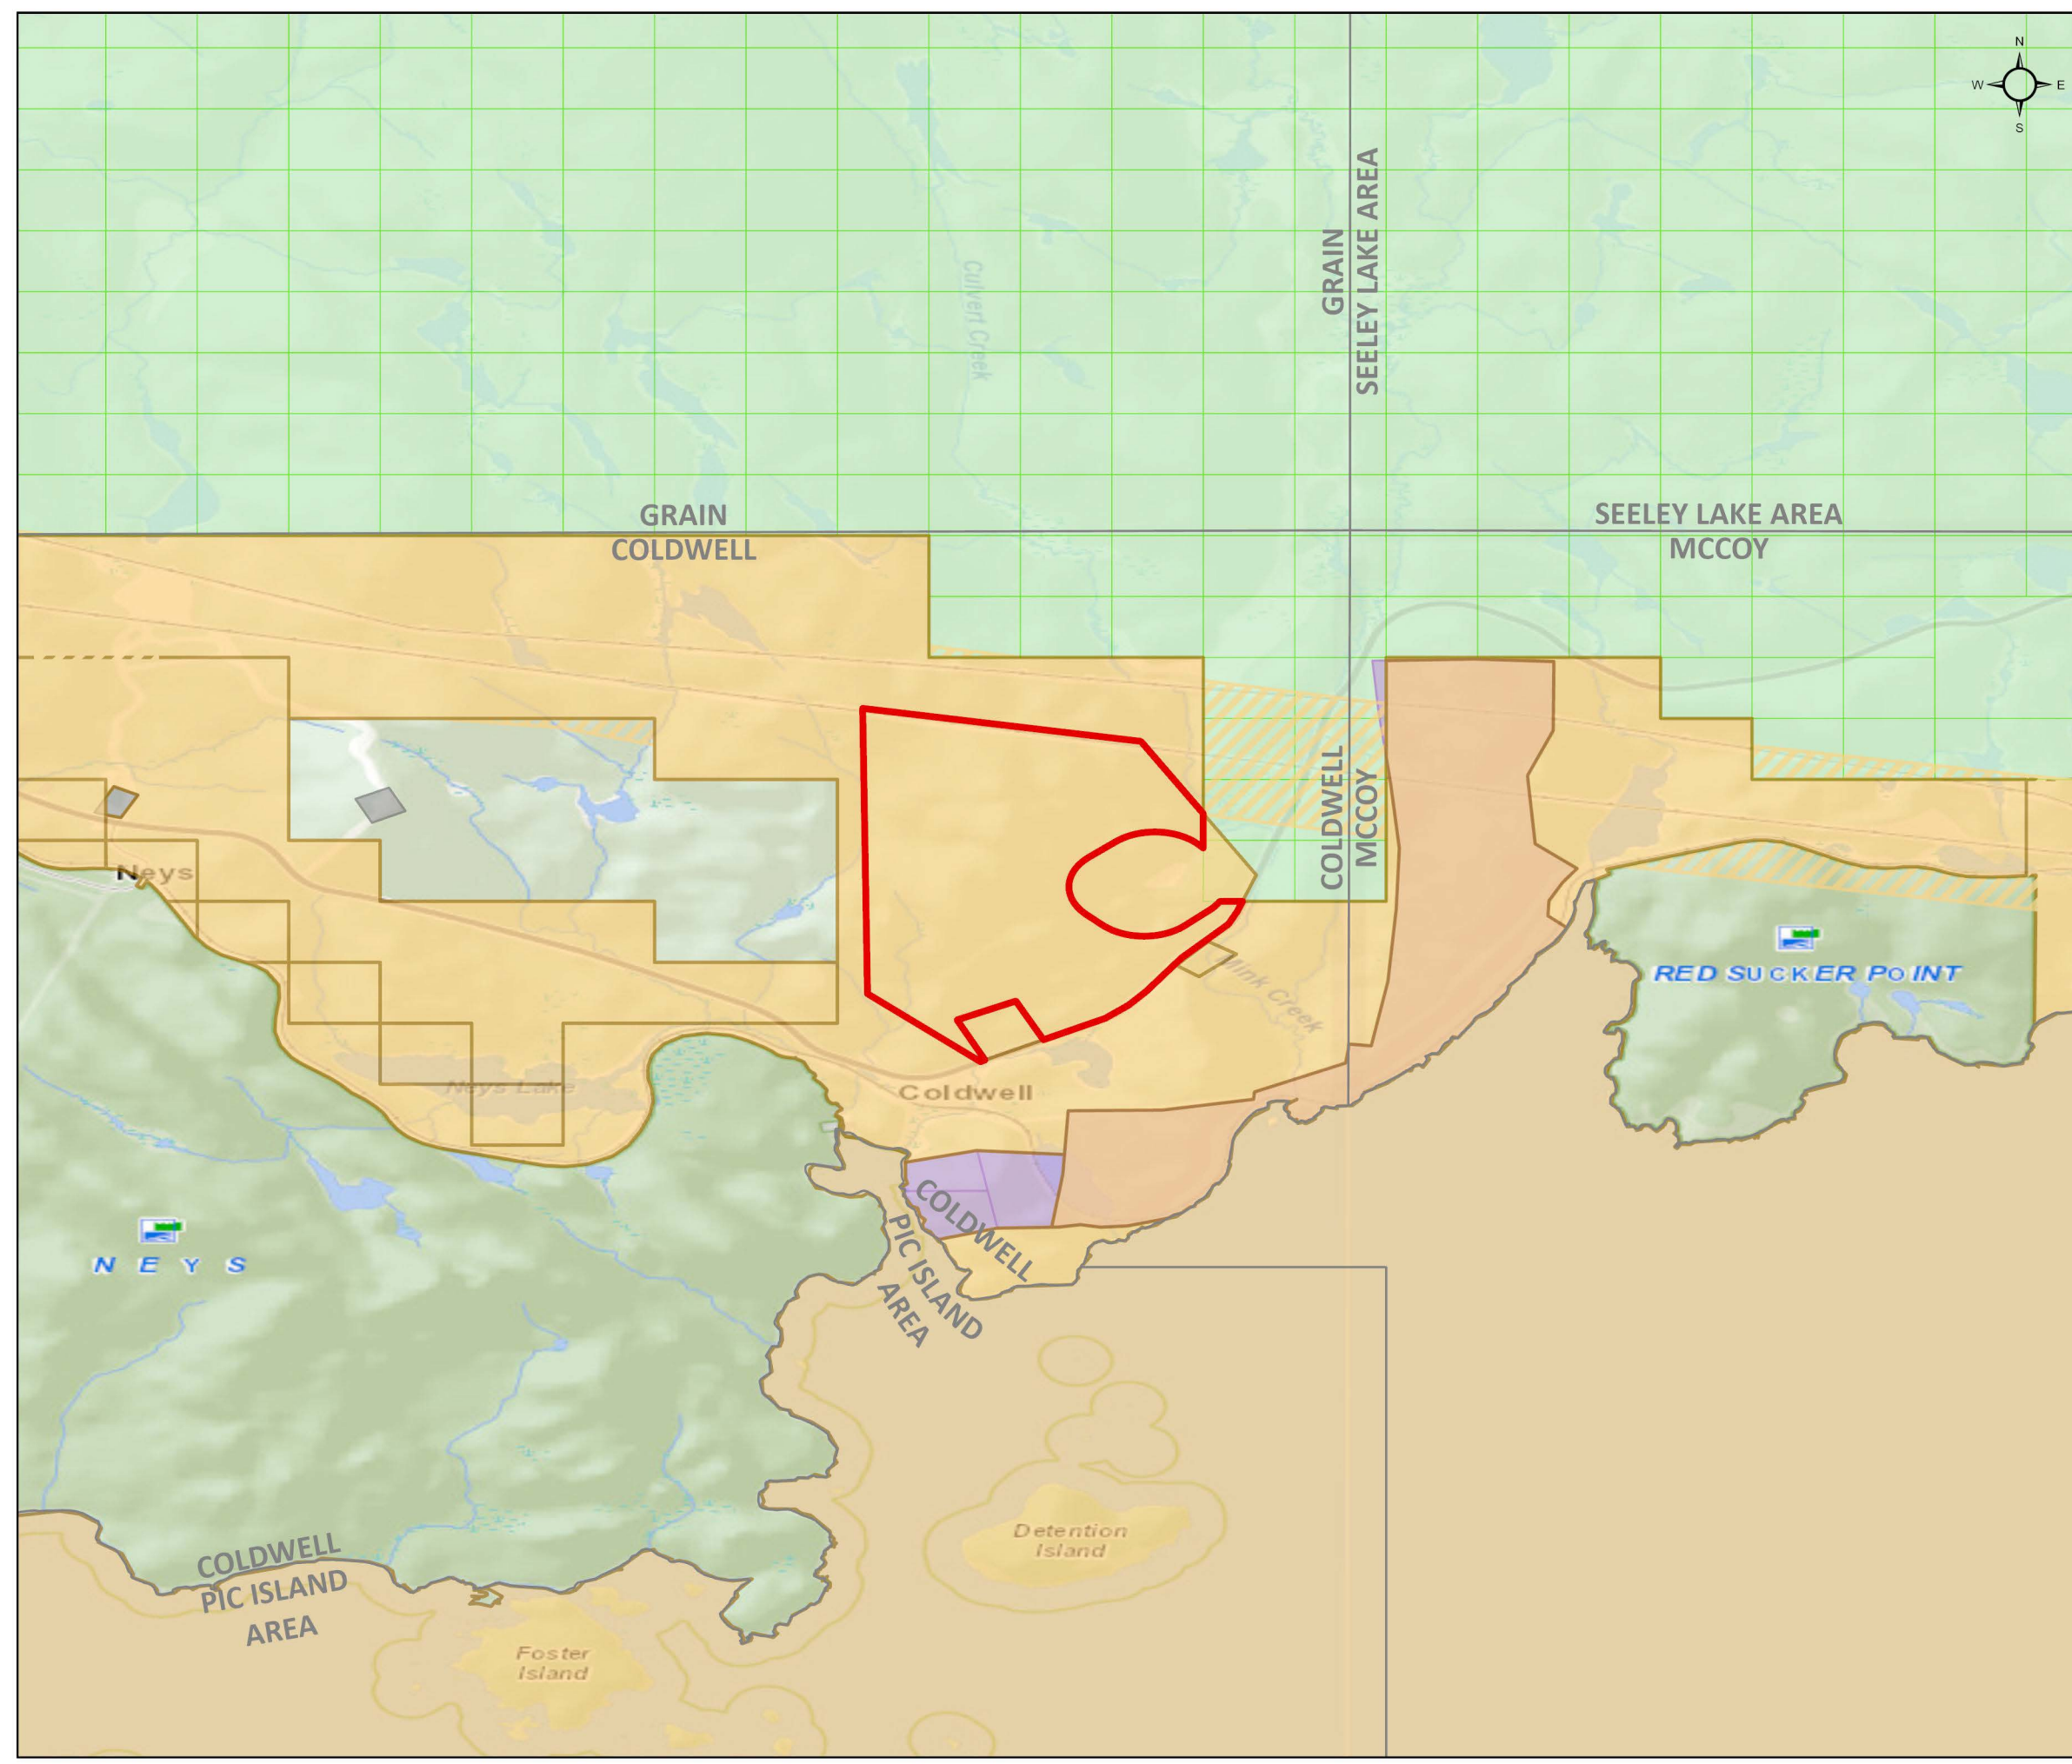 N
W E
S
Culvert Creek
GRAIN
SEELEY LAKE AREA
GRAIN
COLDWELL
SEELEY LAKE AREA
MCCOY
COLDWELL
MCCOY
Neys
RED SUCKER POINT
Mink Creek
Neys Lake
Coldwell
COLDWELL
PIC ISLAND
AREA
N E Y S
Detention
Island
COLDWELL
PIC ISLAND
AREA
Foster
Island